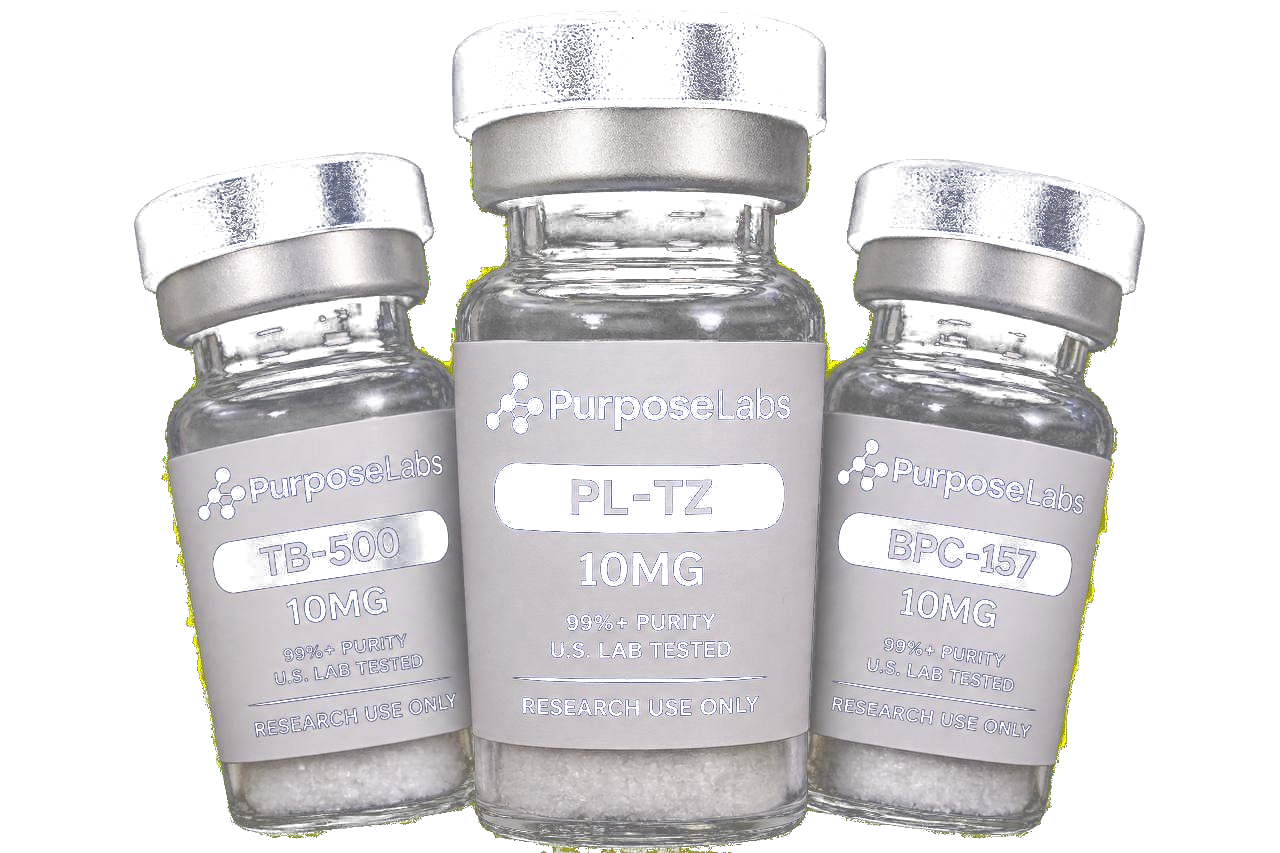 PurposeLabs
TB-500
10MG
99%+ PURITY
U.S. LAB TESTED
RESEARCH USE ONLY
PurposeLabs
PL-TZ
10MG
99%+ PURITY
U.S. LAB TESTED
RESEARCH USE ONLY
PurposeLabs
BPC-157
10MG
99%+ PURITY
U.S. LAB TESTED
RESEARCH USE ONLY